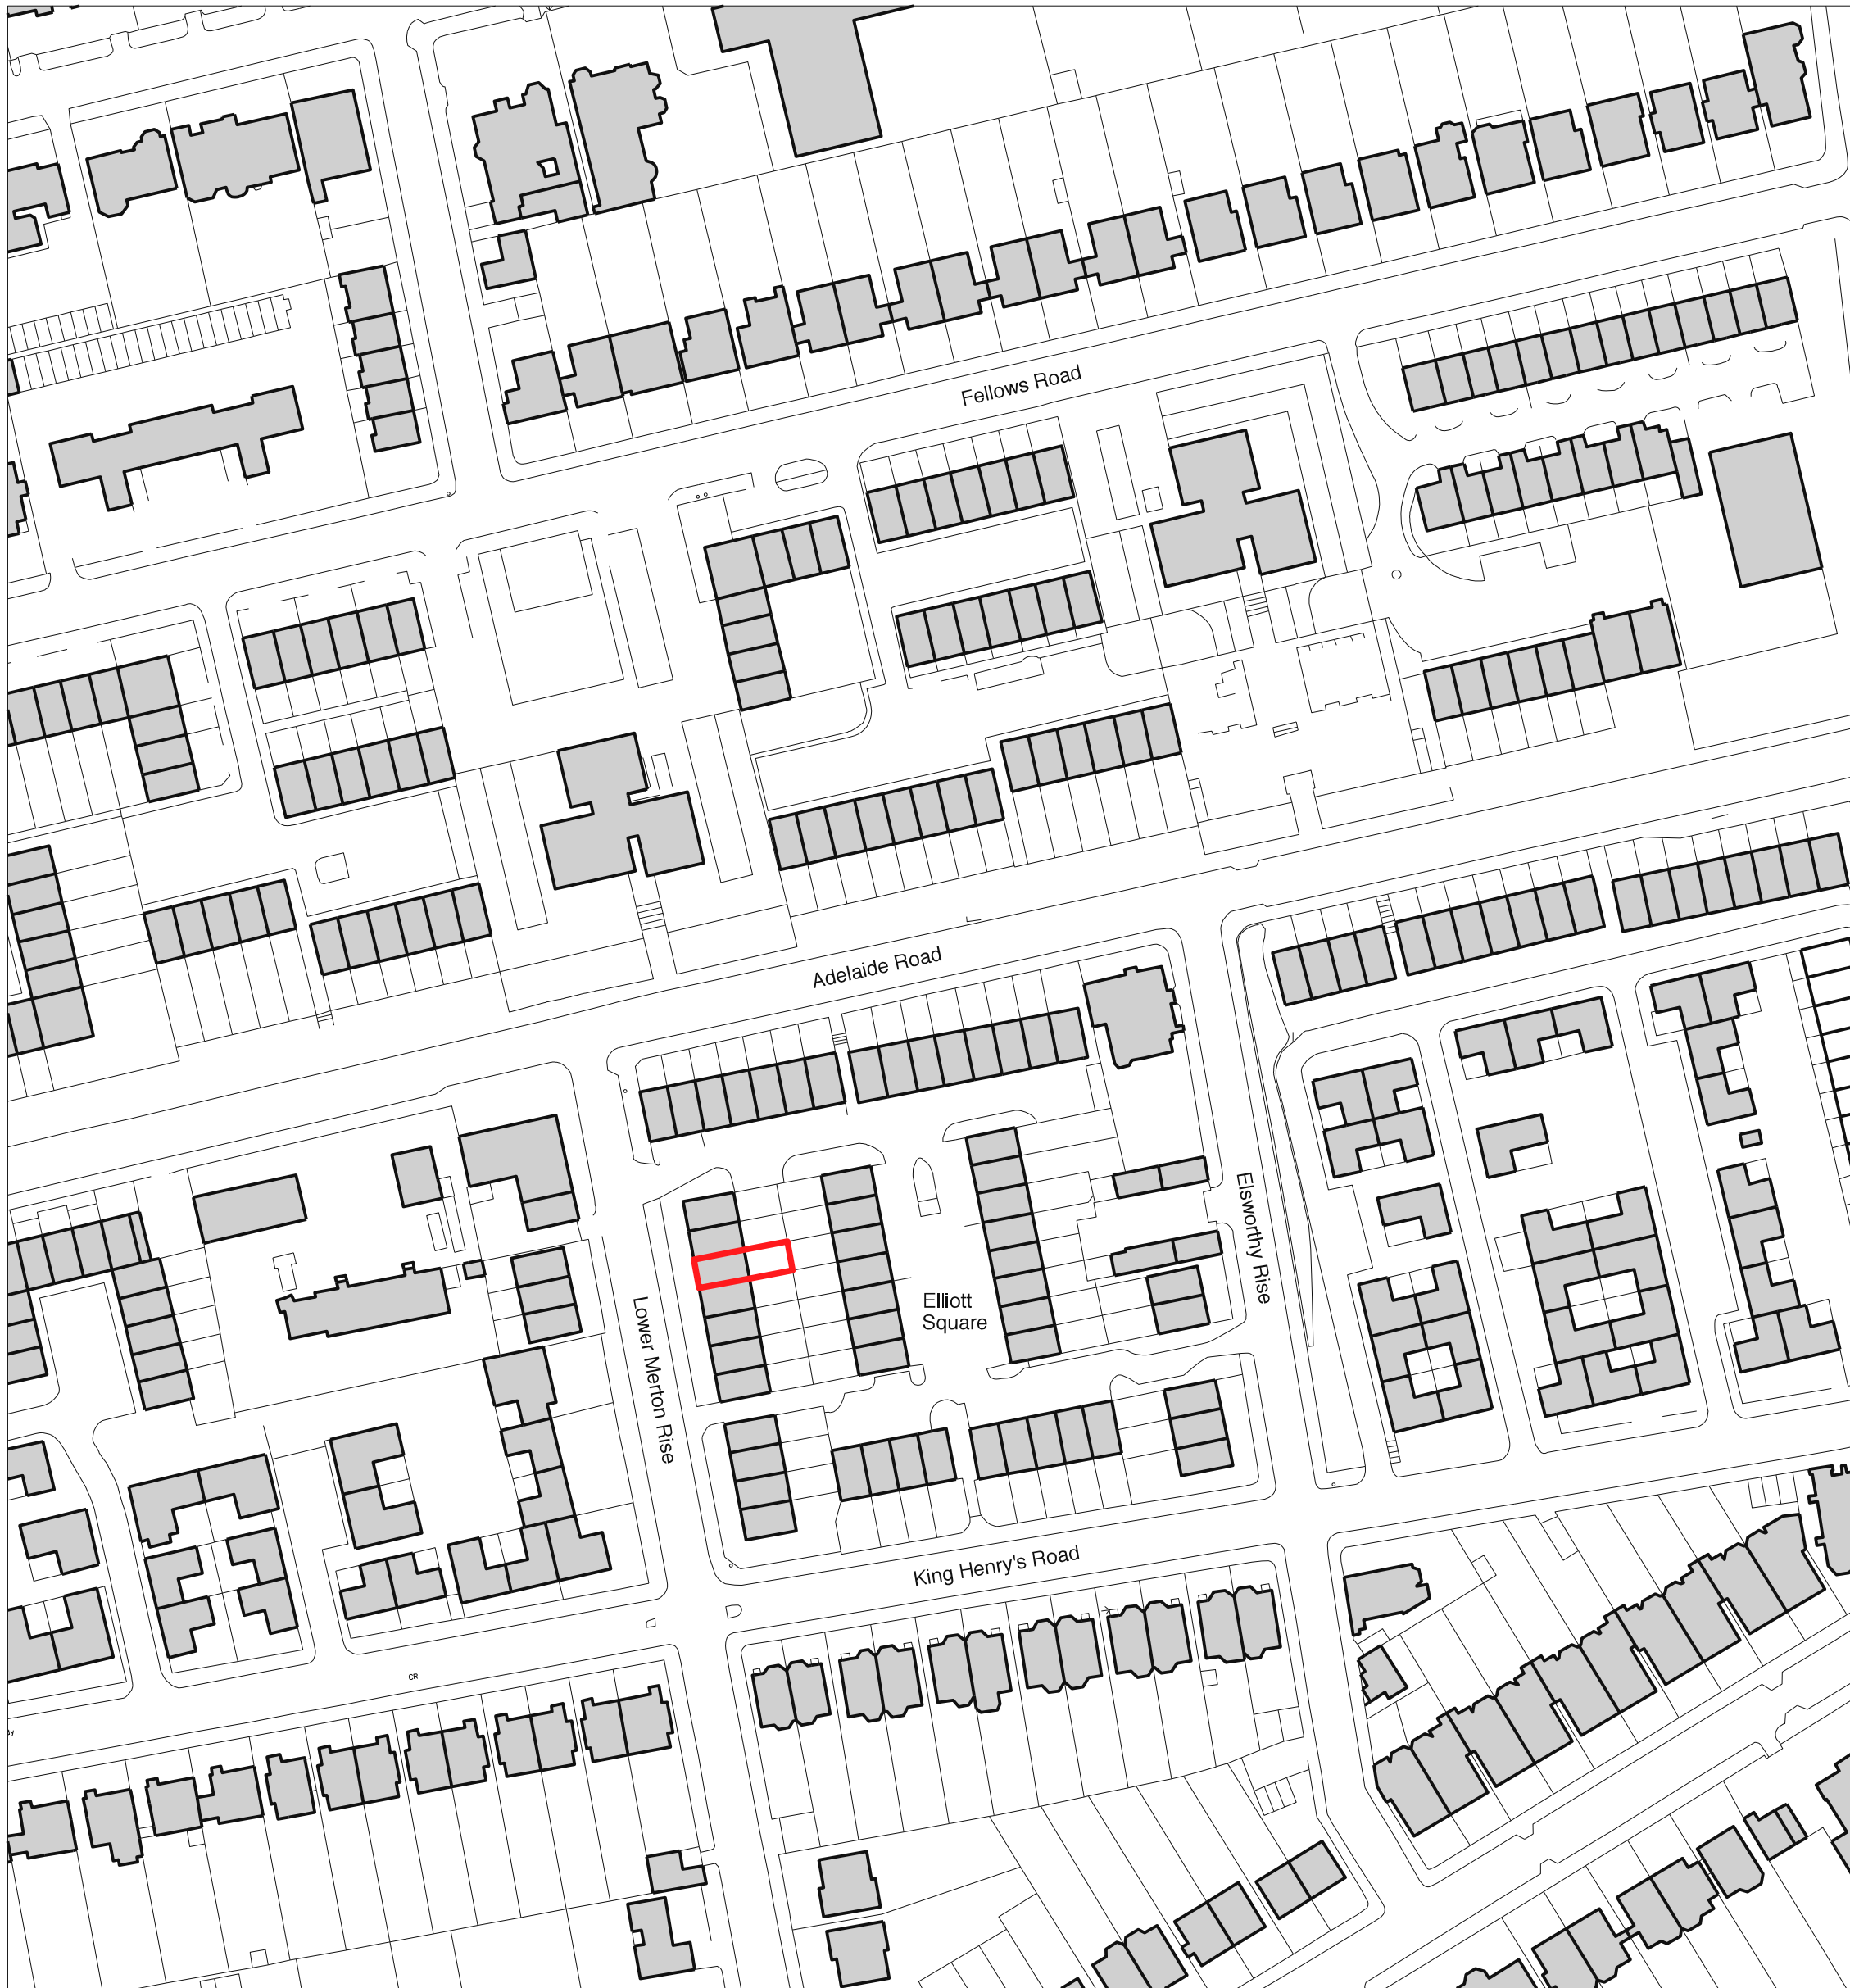 Fellows Road
Adelaide Road
Elsworthy Rise
Elliott
Square
Lower Merton Rise
King Henry's Road
CR